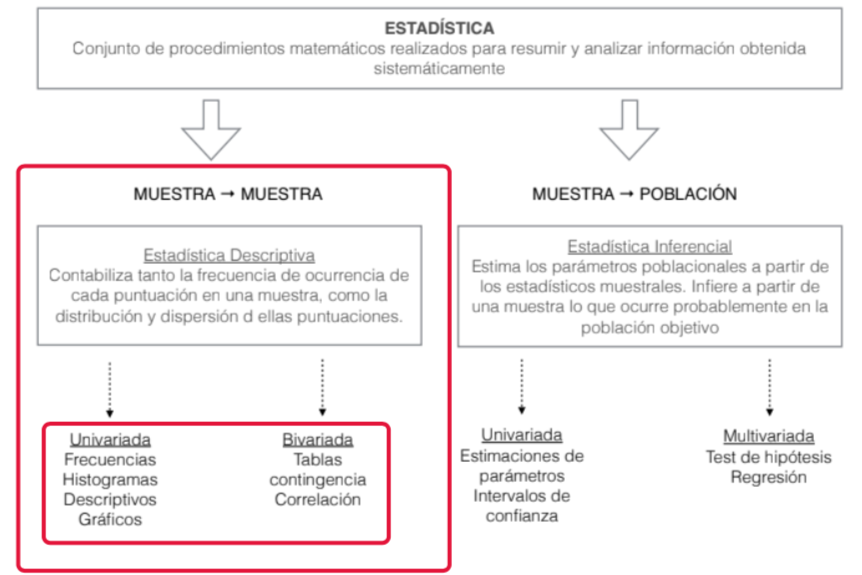 ESTADÍSTICA
Conjunto de procedimientos matemáticos realizados para resumir y analizar información obtenida
sistemáticamente
MUESTRA → MUESTRA
Estadística Descriptiva
Contabiliza tanto la frecuencia de ocurrencia de
cada puntuación en una muestra, como la
distribución y dispersión d ellas puntuaciones.
Univariada
Frecuencias
Histogramas
Descriptivos
Gráficos
Bivariada
Tablas
contingencia
Correlación
MUESTRA → POBLACIÓN
Estadística Inferencial
Estima los parámetros poblacionales a partir de
los estadísticos muestrales. Infiere a partir de
una muestra lo que ocurre probablemente en la
población objetivo
Univariada
Estimaciones de
parámetros
Intervalos de
confianza
Multivariada
Test de hipótesis
Regresión